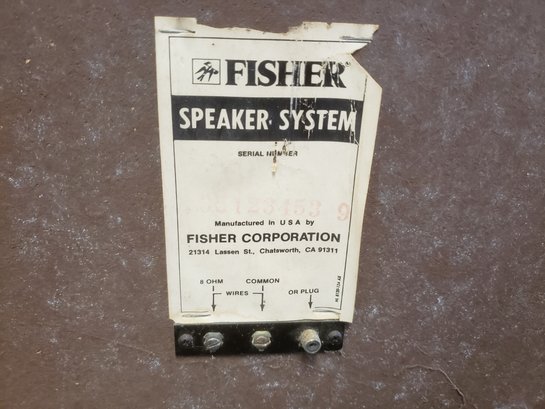 FISHER
SPEAKER SYSTEM
SERIAL NUMBER
Manufactured in U S A by
FISHER CORPORATION
21314 Lassen St., Chatsworth, CA 91311
8 OHM COMMON
WIRES OR PLUG